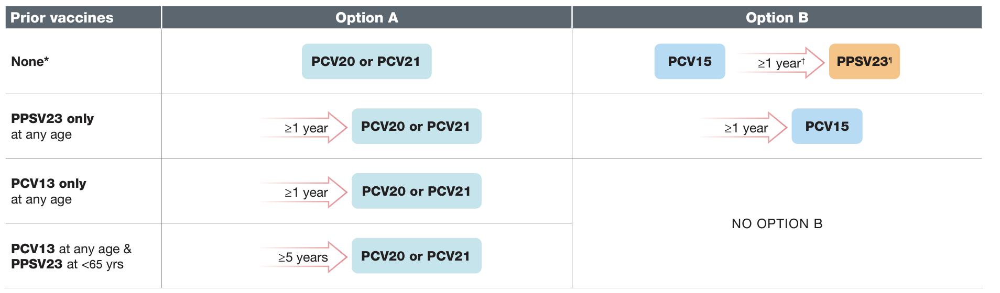 Prior vaccines Option A Option B
None* PCV20 or PCV21 PCV15 ≥1 year† PPSV23¶
PPSV23 only
at any age
≥1 year PCV20 or PCV21 ≥1 year PCV15
PCV13 only
at any age
≥1 year PCV20 or PCV21
NO OPTION B
PCV13 at any age &
PPSV23 at <65 yrs
≥5 years PCV20 or PCV21